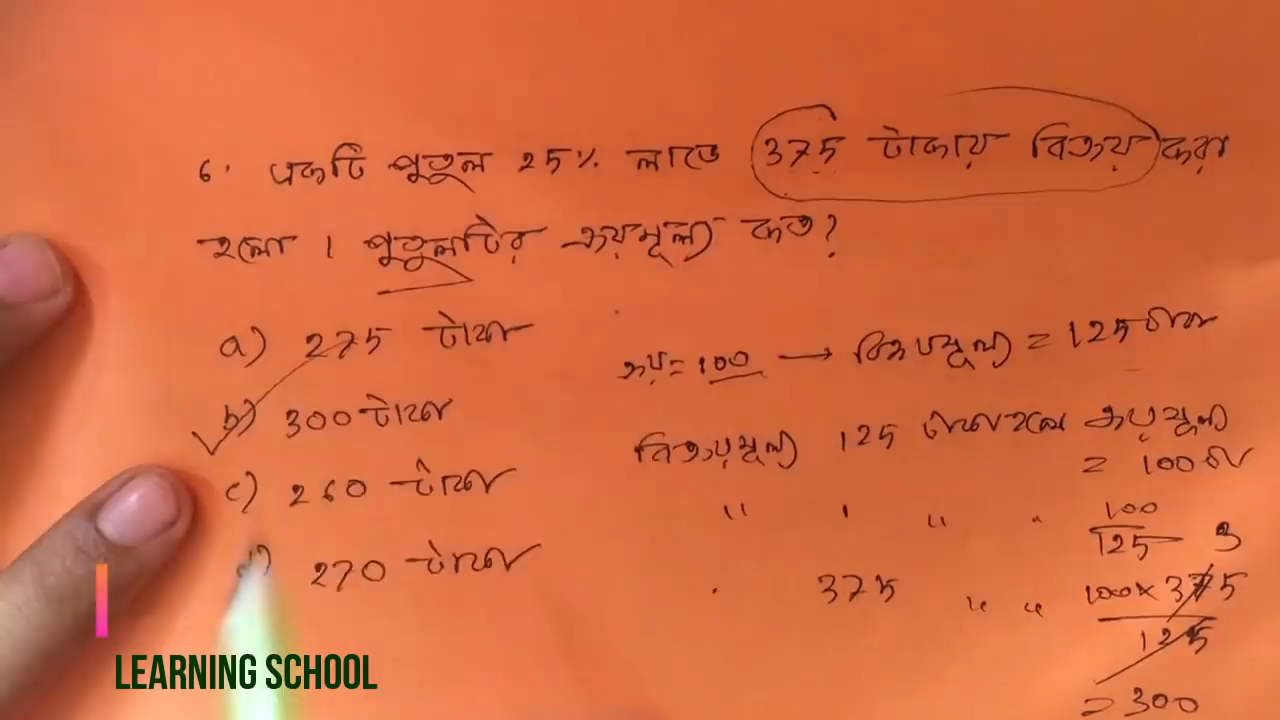 6. একটি পুতুল 25% লাভে 375 টাকায় বিক্রয় করা
হলো । পুতুলটির ক্রয়মূল্য কত?
a) 275 টাকা
b) 300 টাকা
c) 260 টাকা
d) 270 টাকা
ক্রয় = 100 → বিক্রয়মূল্য = 125 টাকা
বিক্রয়মূল্য 125 টাকা হলে ক্রয়মূল্য
= 100 টা
" " " " 100
125 3
375 " " 100 × 375
125
= 300
LEARNING SCHOOL